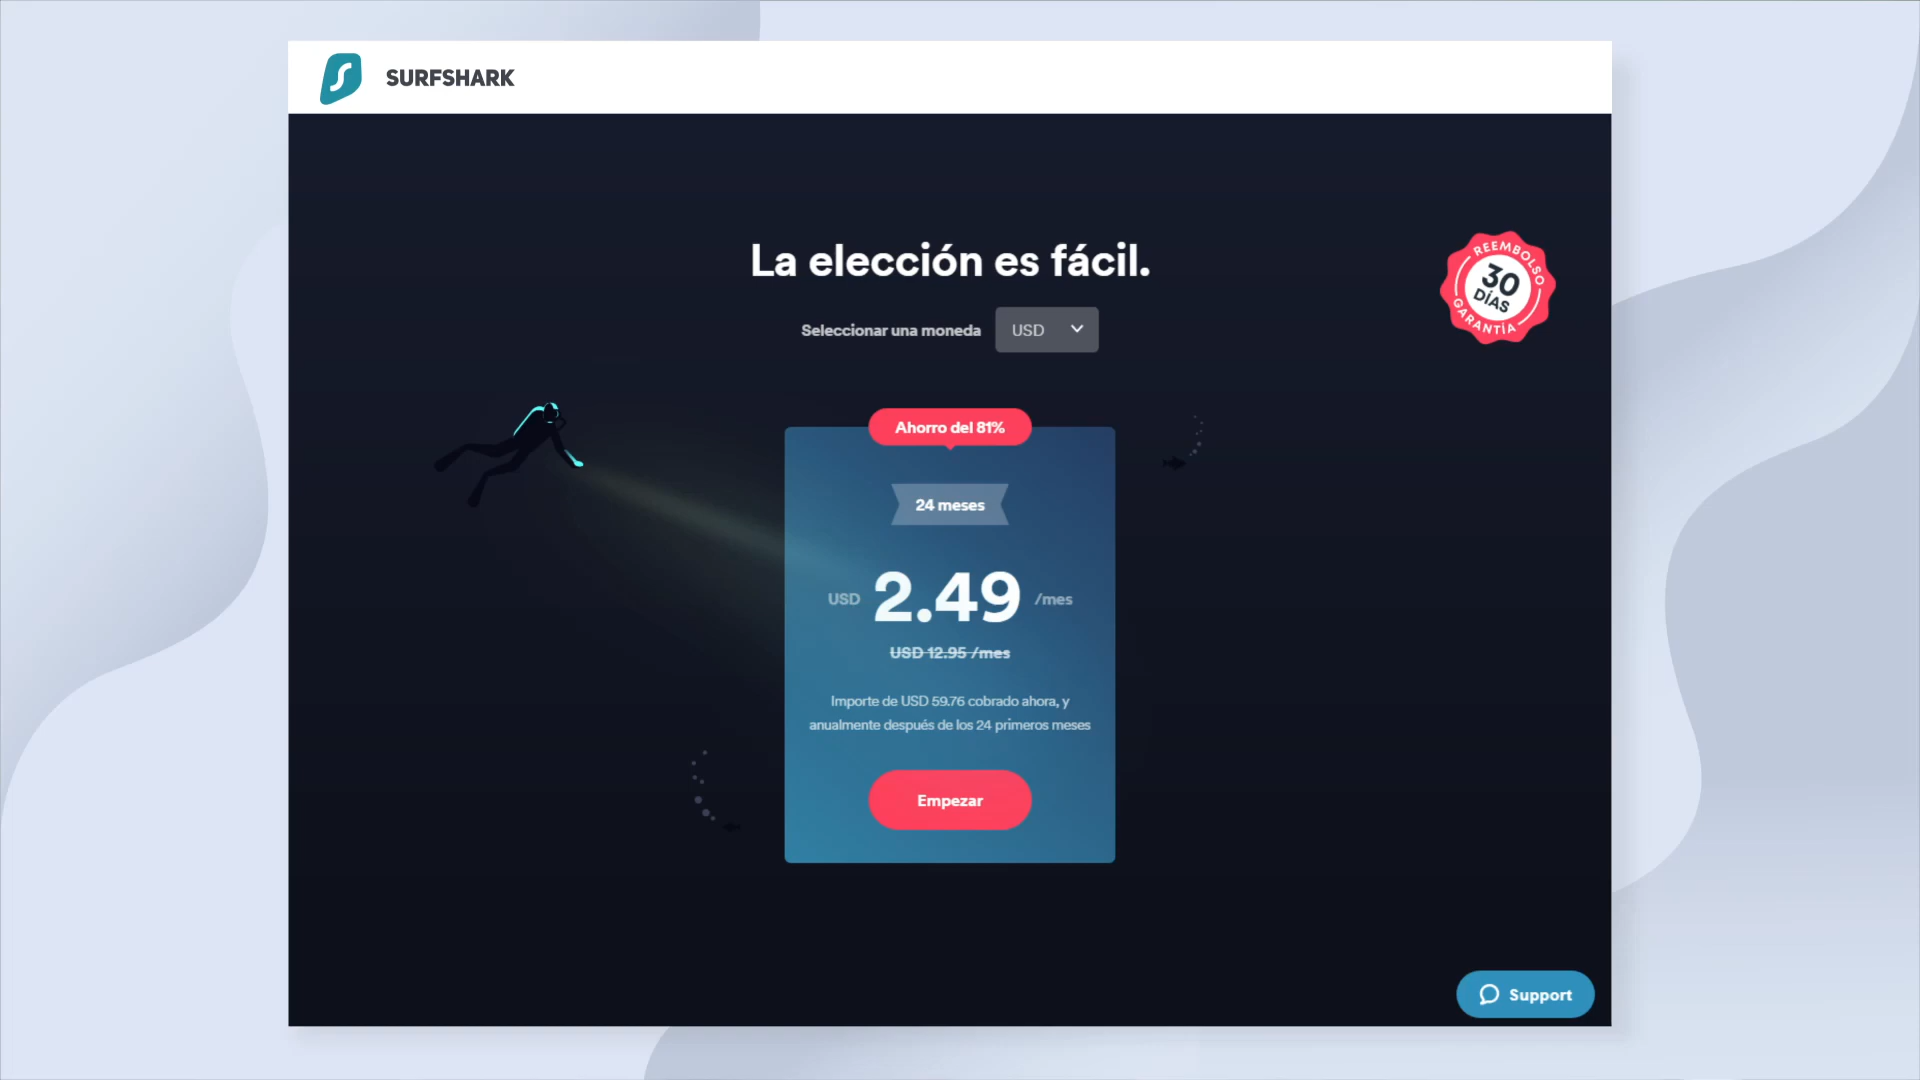 SURFSHARK
La elección es fácil.
Seleccionar una moneda USD
REEMBOLSO
30
DÍAS
GARANTÍA
Ahorro del 81%
24 meses
USD 2.49 /mes
USD 12.95 /mes
Importe de USD 59.76 cobrado ahora, y
anualmente después de los 24 primeros meses
Empezar
Support